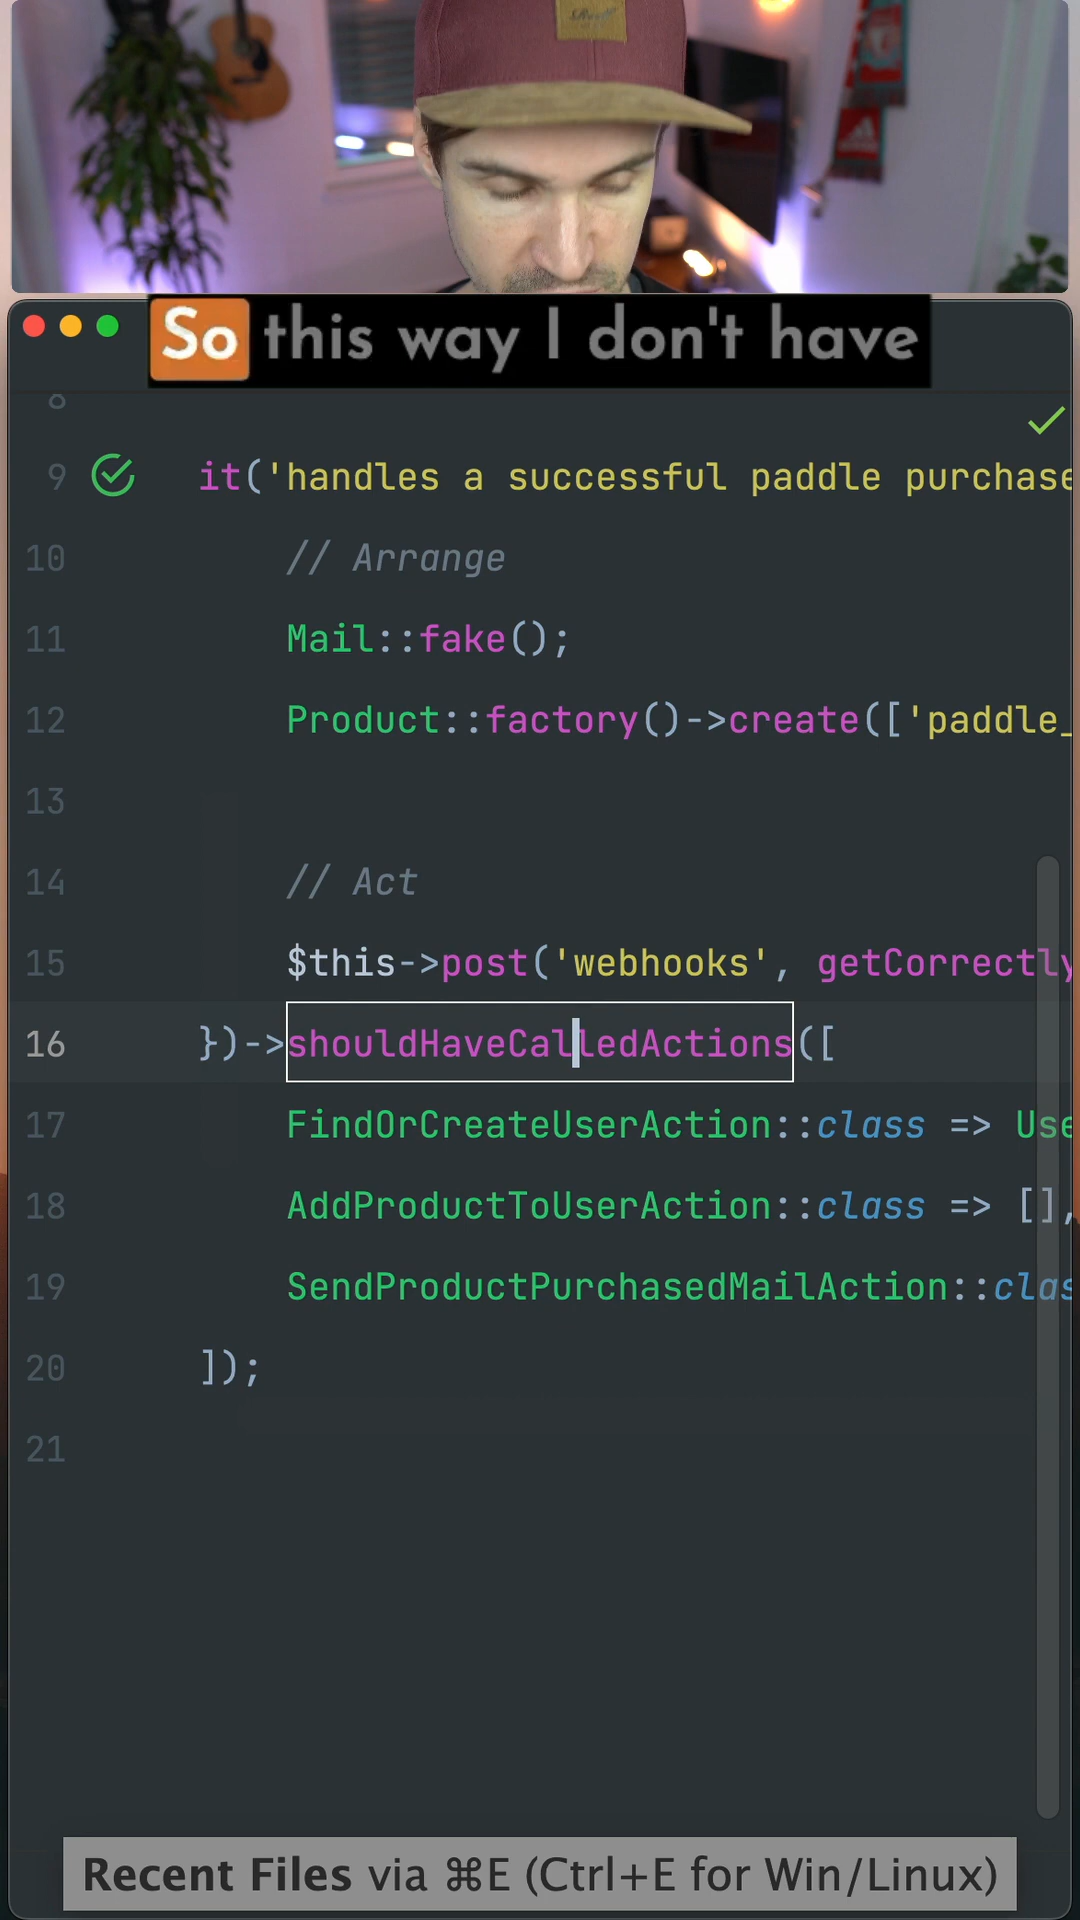 So this way I don't have
8
9 it('handles a successful paddle purchase
10 // Arrange
11 Mail::fake();
12 Product::factory()->create(['paddle_
13
14 // Act
15 $this->post('webhooks', getCorrectly
16 })->shouldHaveCalledActions([
17 FindOrCreateUserAction::class => Use
18 AddProductToUserAction::class => [],
19 SendProductPurchasedMailAction::clas
20 ]);
21
Recent Files via ⌘E (Ctrl+E for Win/Linux)